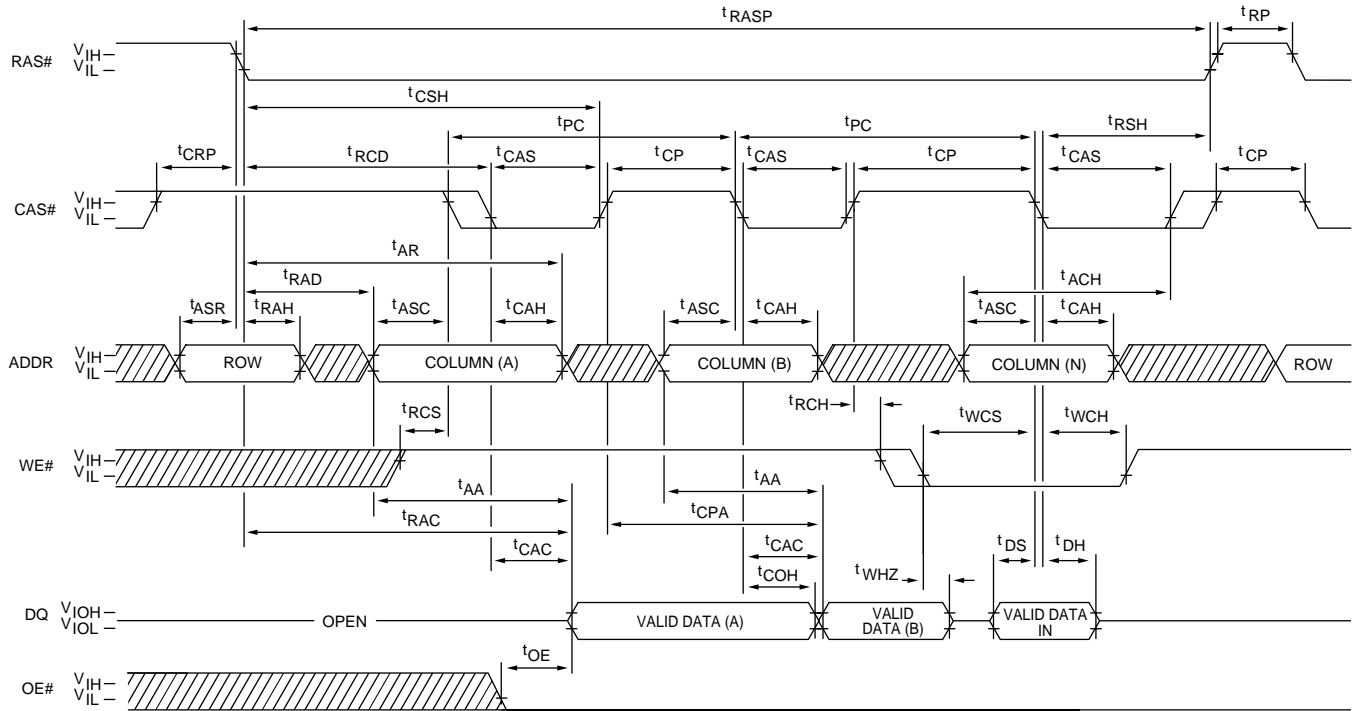 tRASP tRP
RAS# VIH
VIL
tCSH
tPC tPC tRSH
tCRP tRCD tCAS tCP tCAS tCP tCAS tCP
CAS# VIH
VIL
tAR
tRAD tACH
tASR tRAH tASC tCAH tASC tCAH tASC tCAH
ADDR VIH
VIL
ROW COLUMN (A) COLUMN (B) COLUMN (N) ROW
tRCS tRCH tWCS tWCH
WE# VIH
VIL
tAA tAA
tRAC tCPA
tCAC tCAC tDS tDH
tCOH tWHZ
DQ VIOH
VIOL
OPEN VALID DATA (A) VALID
DATA (B) VALID DATA
IN
tOE
OE# VIH
VIL